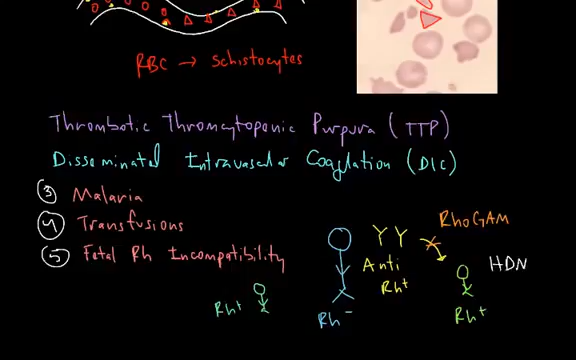 RBC → Schistocytes
Thrombotic Thromcytopenic Purpura (TTP)
Disseminated Intravascular Coagulation (DIC)
③ Malaria
④ Transfusions
⑤ Fetal Rh Incompatibility
RhoGAM
Anti
Rh+
HDN
Rh+
Rh-
Rh+